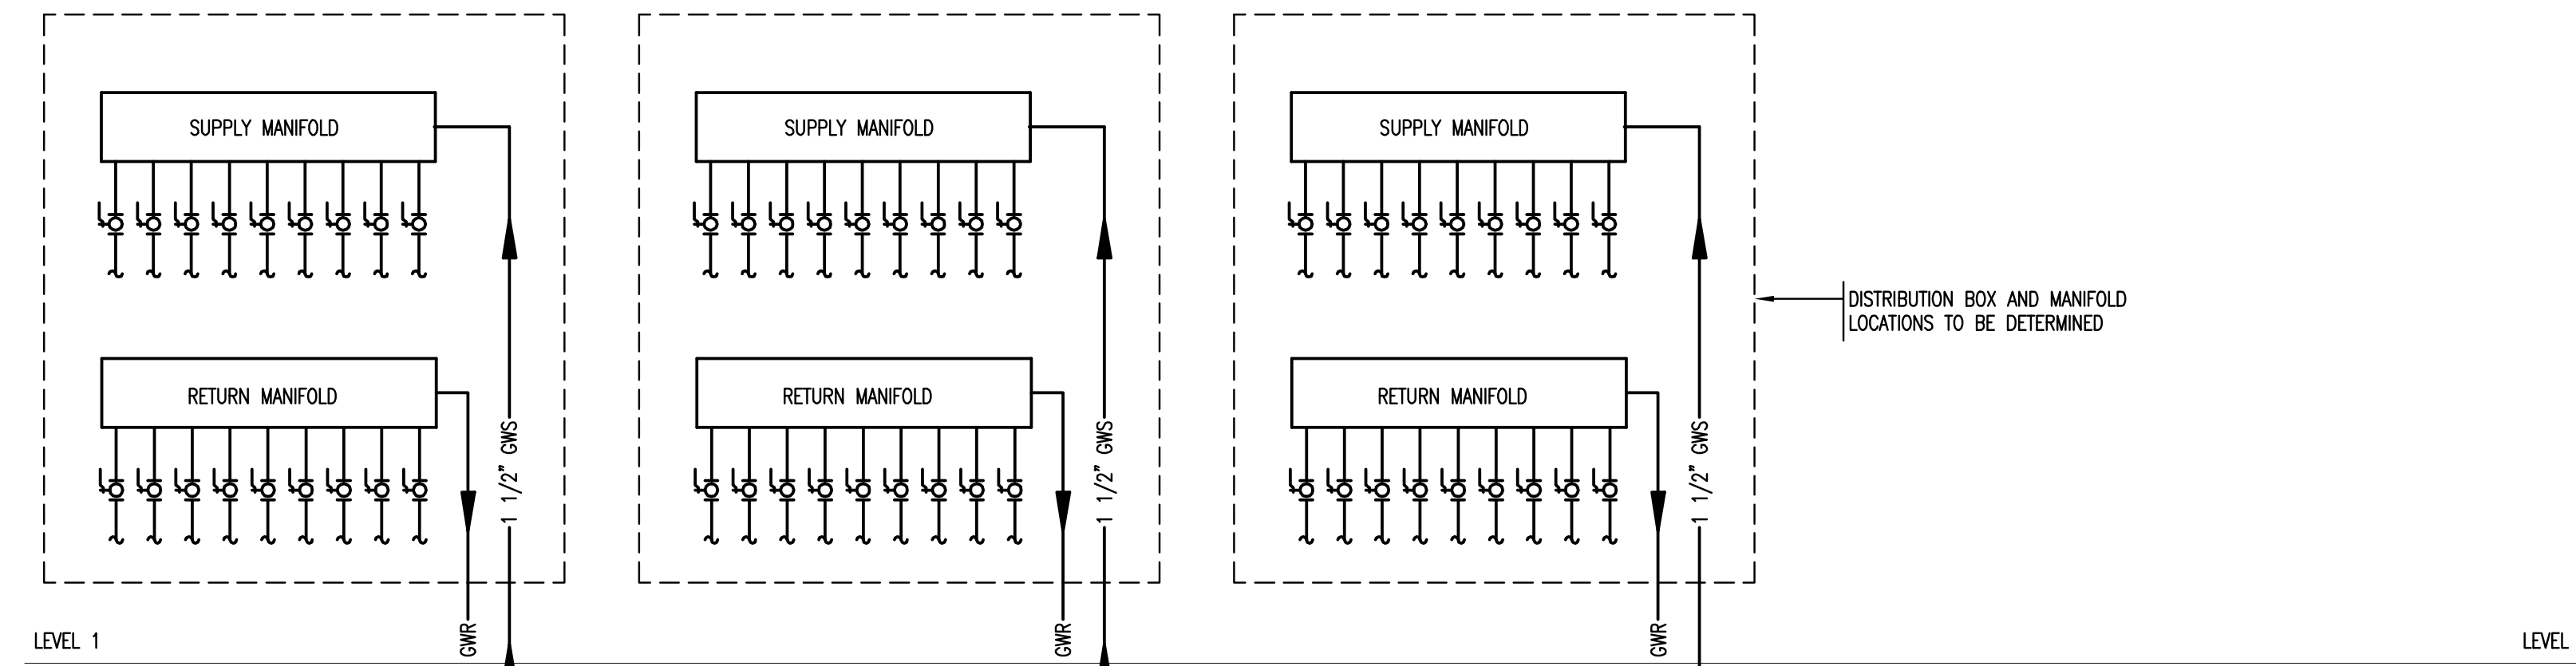 SUPPLY MANIFOLD
SUPPLY MANIFOLD
SUPPLY MANIFOLD
DISTRIBUTION BOX AND MANIFOLD
LOCATIONS TO BE DETERMINED
RETURN MANIFOLD
RETURN MANIFOLD
RETURN MANIFOLD
1 1/2" GWS
1 1/2" GWS
1 1/2" GWS
GWR
GWR
GWR
LEVEL 1
LEVEL